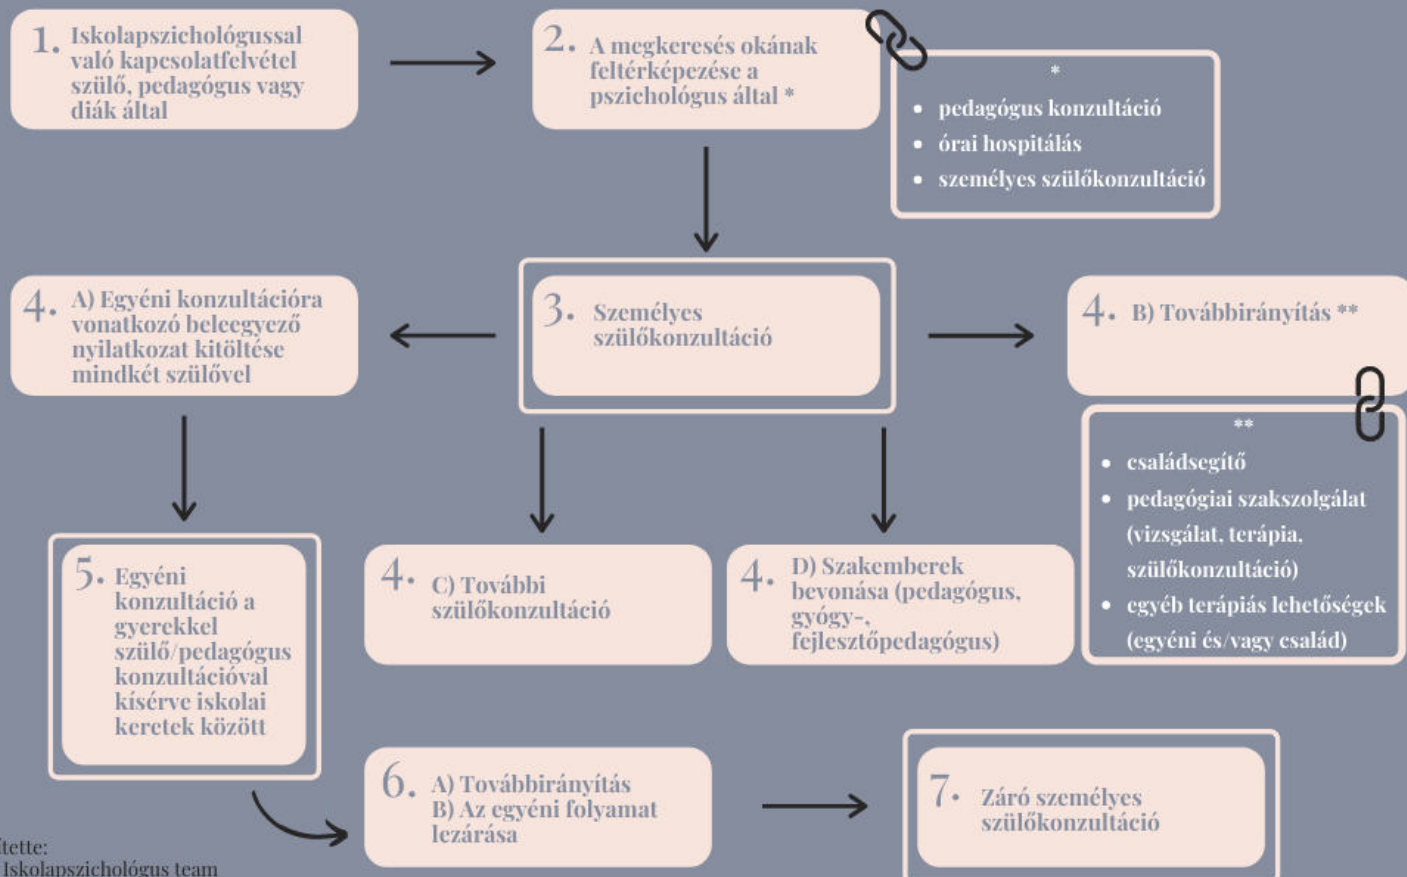 1. Iskolapszichológussal
való kapcsolatfelvétel
szülő, pedagógus vagy
diák által
2. A megkeresés okának
feltérképezése a
pszichológus által *
*
• pedagógus konzultáció
• órai hospitálás
• személyes szülőkonzultáció
3. Személyes
szülőkonzultáció
4. A) Egyéni konzultációra
vonatkozó beleegyező
nyilatkozat kitöltése
mindkét szülővel
4. B) Továbbirányítás **
**
• családsegítő
• pedagógiai szakszolgálat
(vizsgálat, terápia,
szülőkonzultáció)
• egyéb terápiás lehetőségek
(egyéni és/vagy család)
4. C) További
szülőkonzultáció
4. D) Szakemberek
bevonása (pedagógus,
gyógy-,
fejlesztőpedagógus)
5. Egyéni
konzultáció a
gyerekkel
szülő/pedagógus
konzultációval
kísérve iskolai
keretek között
6. A) Továbbirányítás
B) Az egyéni folyamat
lezárása
7. Záró személyes
szülőkonzultáció
Iskolapszichológus team